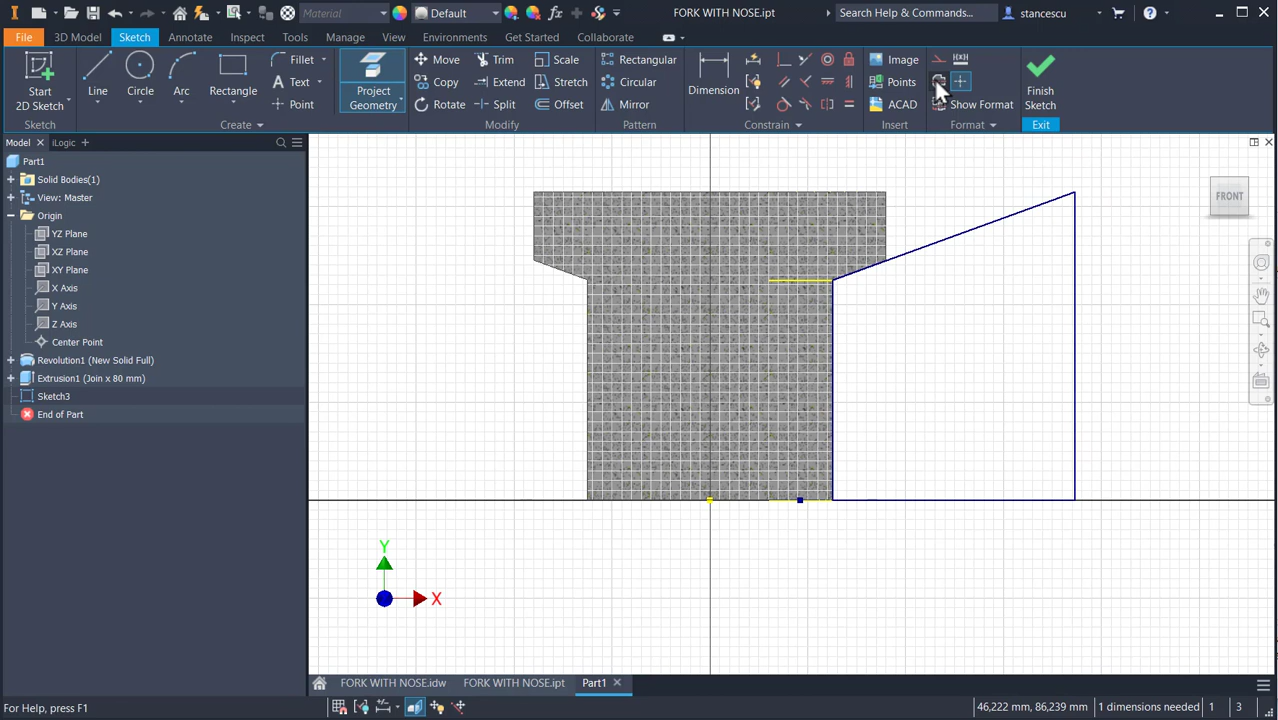 Material
Default
FORK WITH NOSE.ipt
Search Help & Commands...
stancescu
File
3D Model
Sketch
Annotate
Inspect
Tools
Manage
View
Environments
Get Started
Collaborate
Start
2D Sketch
Line
Circle
Arc
Rectangle
Fillet
Text
Point
Project
Geometry
Move
Copy
Rotate
Trim
Extend
Split
Scale
Stretch
Offset
Rectangular
Circular
Mirror
Dimension
Image
Points
ACAD
Show Format
Finish
Sketch
Sketch
Create
Modify
Pattern
Constrain
Insert
Format
Exit
Model
iLogic
Part1
Solid Bodies(1)
View: Master
Origin
YZ Plane
XZ Plane
XY Plane
X Axis
Y Axis
Z Axis
Center Point
Revolution1 (New Solid Full)
Extrusion1 (Join x 80 mm)
Sketch3
End of Part
FRONT
Y
X
FORK WITH NOSE.idw
FORK WITH NOSE.ipt
Part1
For Help, press F1
46,222 mm, 86,239 mm
1 dimensions needed
1
3